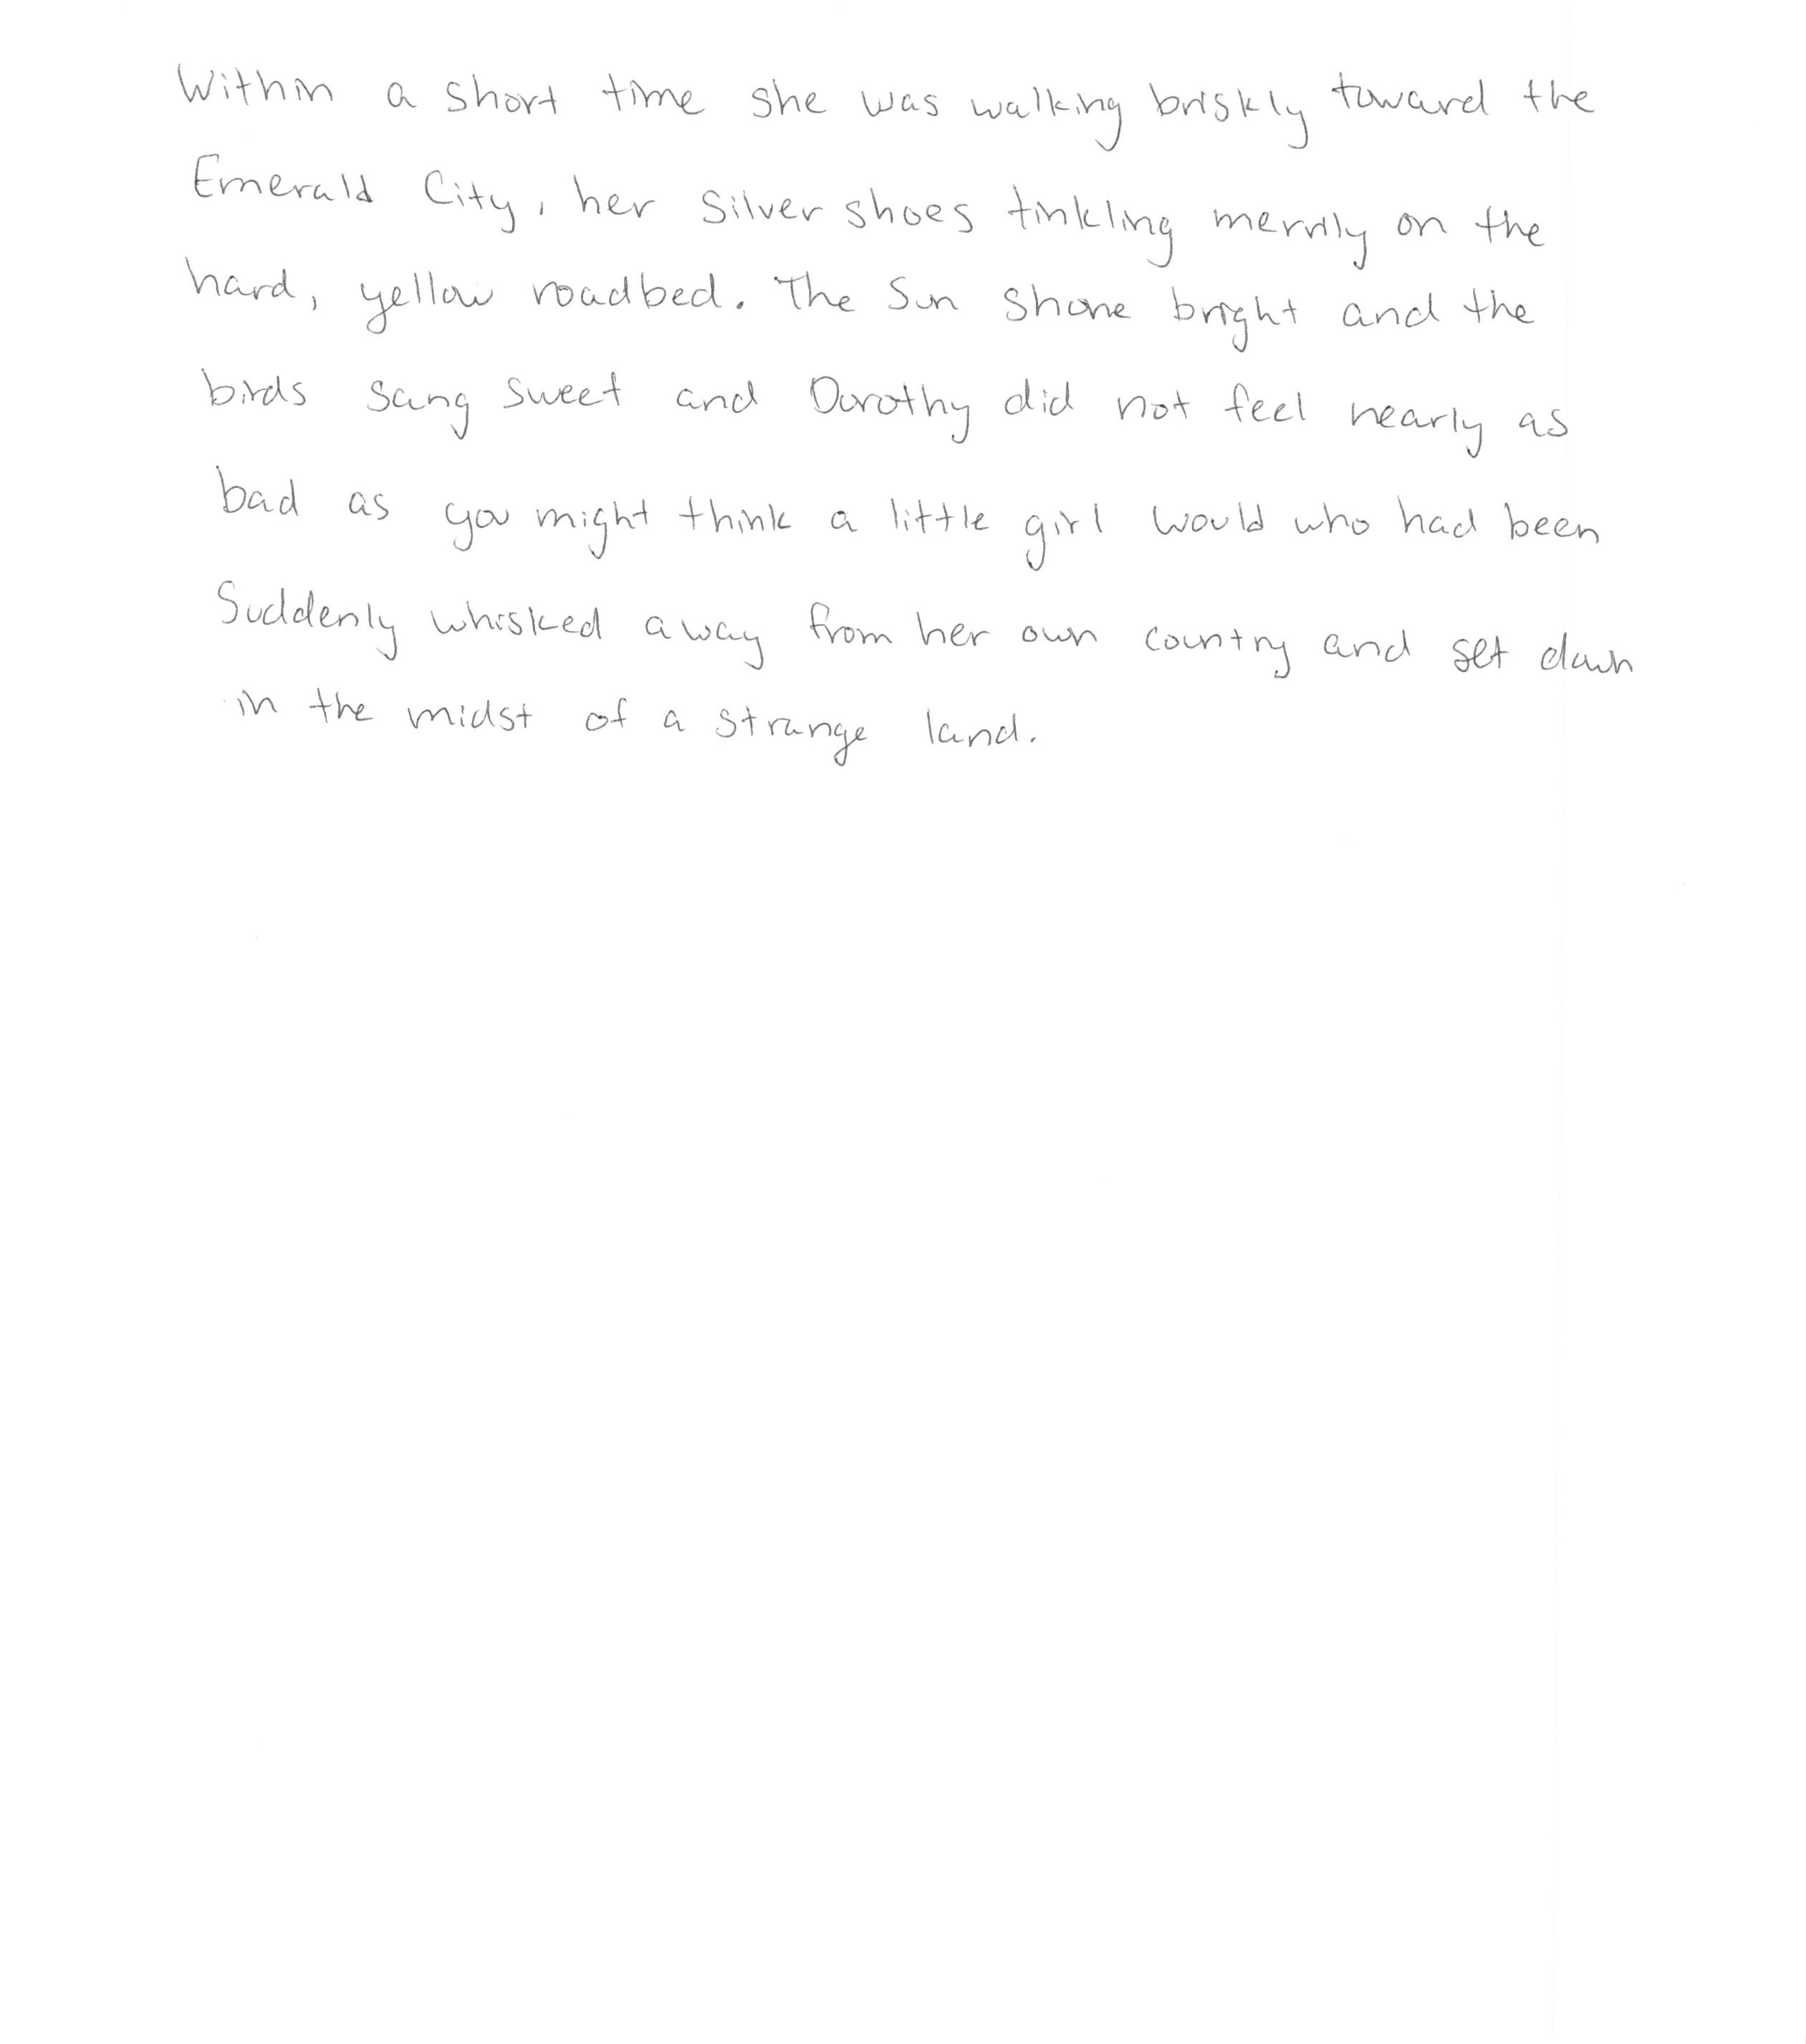 Within a short time she was walking briskly toward the
Emerald City, her silver shoes tinkling merrily on the
hard, yellow roadbed. The sun shone bright and the
birds sang sweet and Dorothy did not feel nearly as
bad as you might think a little girl would who had been
suddenly whisked away from her own country and set down
in the midst of a strange land.